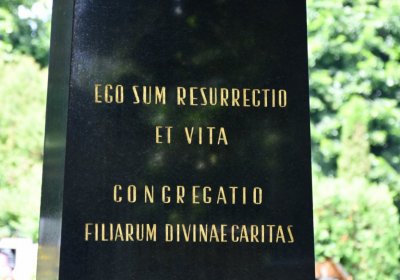 EGO SUM RESURRECTIO
ET VITA
CONGREGATIO
FILIARUM DIVINAE CARITAS